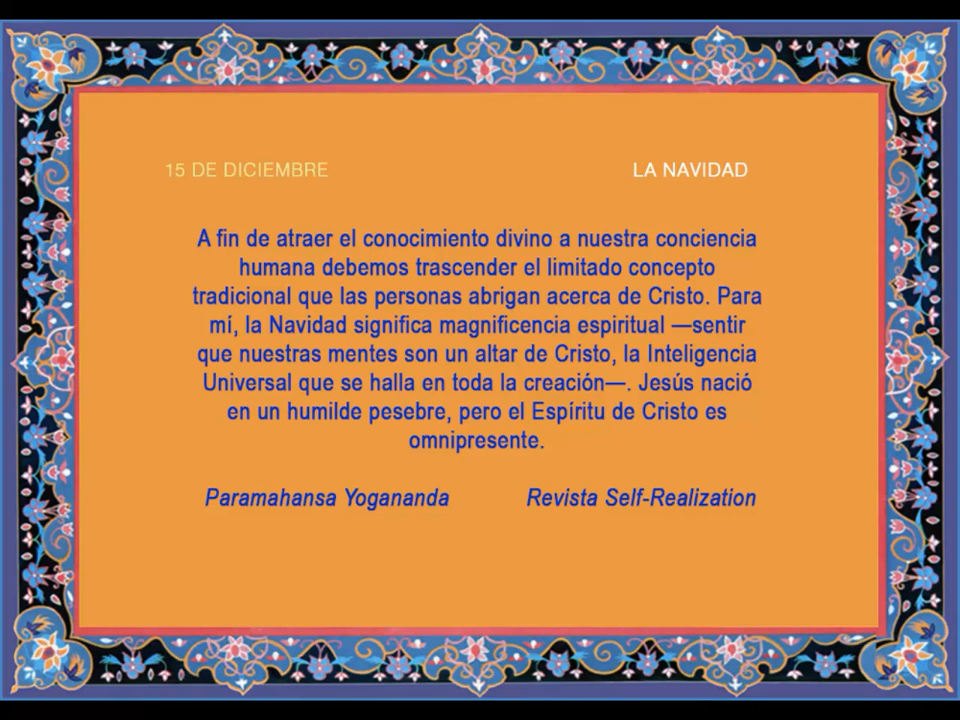 15 DE DICIEMBRE LA NAVIDAD
A fin de atraer el conocimiento divino a nuestra conciencia
humana debemos trascender el limitado concepto
tradicional que las personas abrigan acerca de Cristo. Para
mí, la Navidad significa magnificencia espiritual —sentir
que nuestras mentes son un altar de Cristo, la Inteligencia
Universal que se halla en toda la creación—. Jesús nació
en un humilde pesebre, pero el Espíritu de Cristo es
omnipresente.
Paramahansa Yogananda Revista Self-Realization